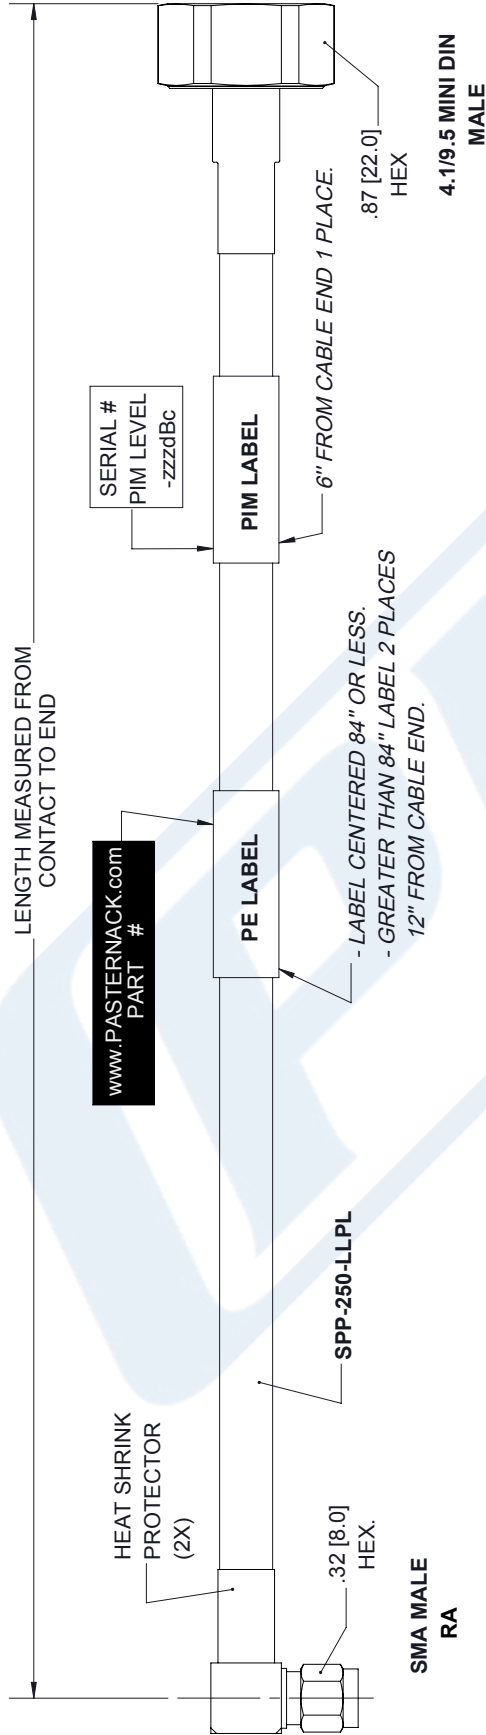 LENGTH MEASURED FROM
CONTACT TO END
HEAT SHRINK
PROTECTOR
(2X)
www.PASTERNACK.com
PART #
SERIAL #
PIM LEVEL
-zzzdBc
PE LABEL
PIM LABEL
.32 [8.0]
HEX.
SMA MALE
RA
SPP-250-LLPL
- LABEL CENTERED 84" OR LESS.
- GREATER THAN 84" LABEL 2 PLACES
12" FROM CABLE END.
6" FROM CABLE END 1 PLACE.
.87 [22.0]
HEX
4.1/9.5 MINI DIN
MALE